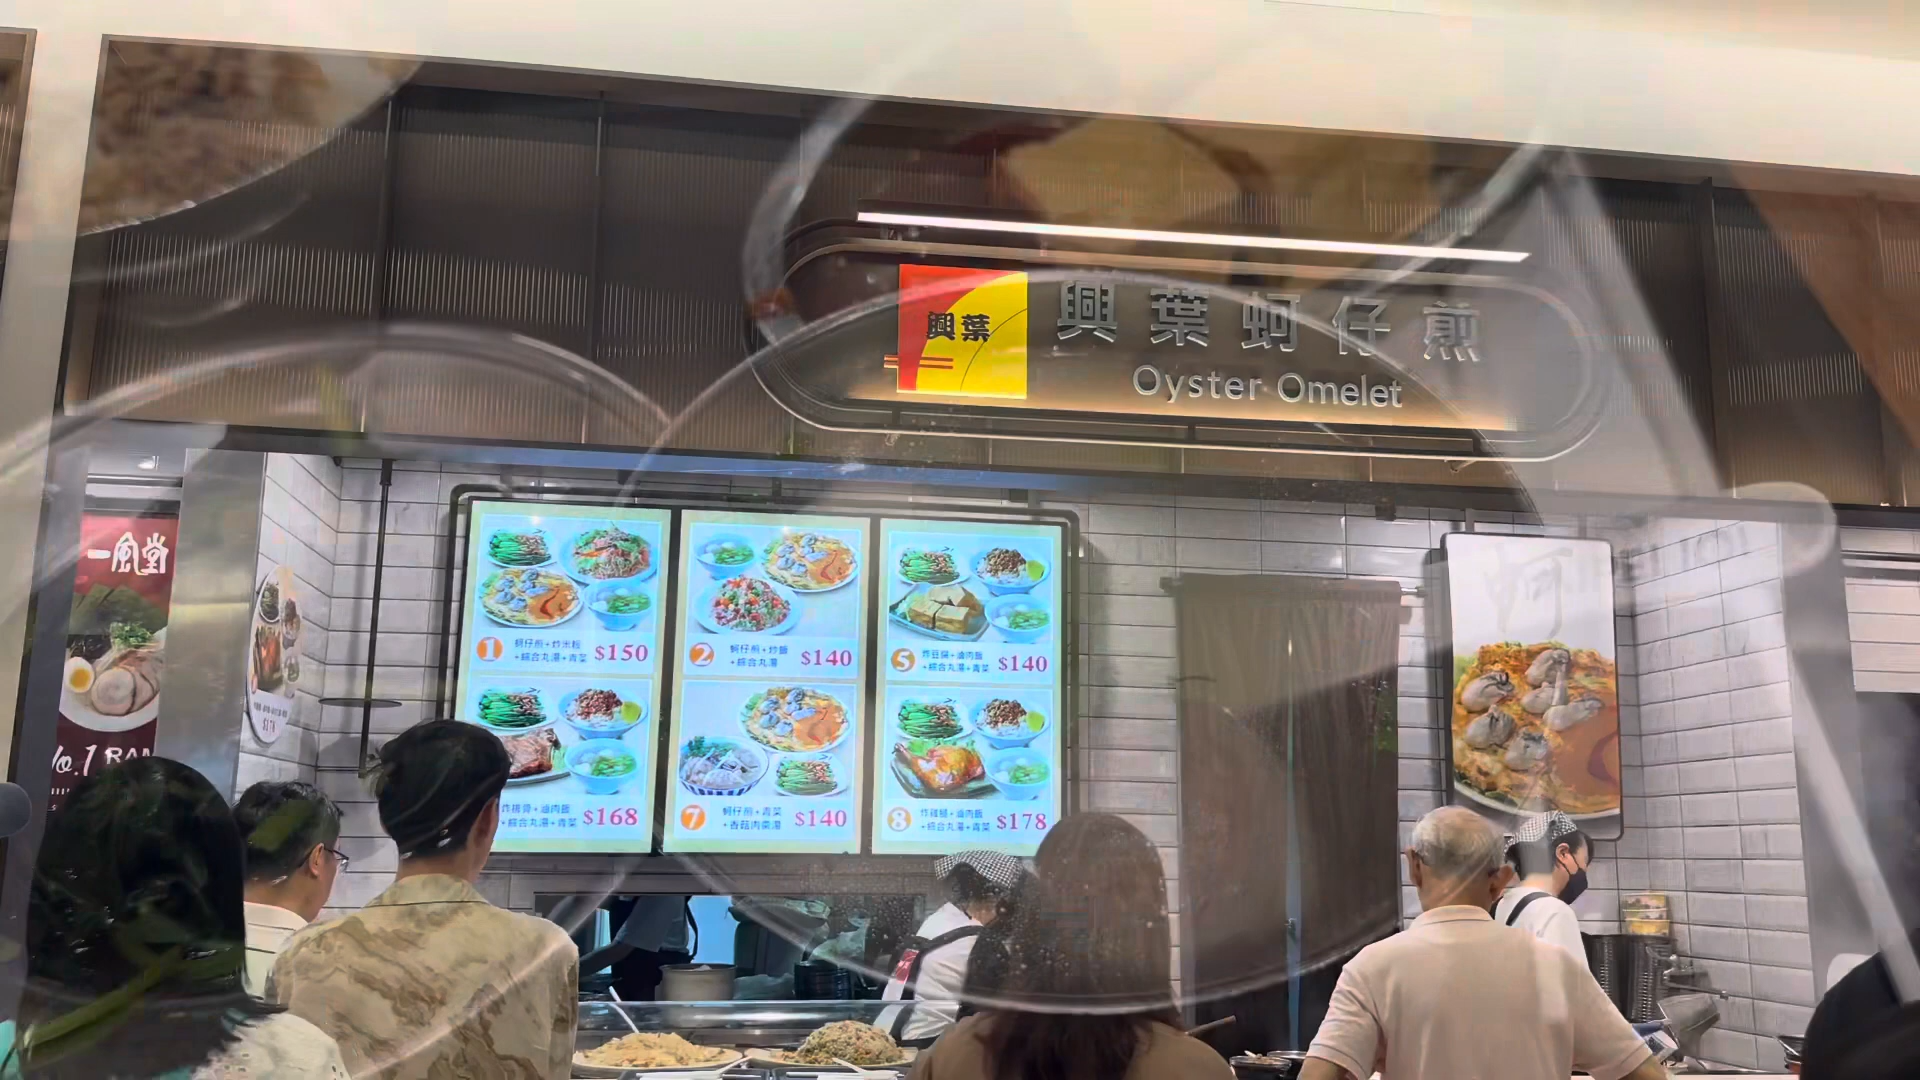 興葉
興葉蚵仔煎
Oyster Omelet
一風堂
No.1 RAM
1 蚵仔煎+炒米粉
+綜合丸湯+青菜 $150
2 蚵仔煎+炒飯
+綜合丸湯 $140
5 炸豆腐+滷肉飯
+綜合丸湯+青菜 $140
炸排骨+滷肉飯
+綜合丸湯+青菜 $168
7 蚵仔煎+青菜
+香菇肉羹湯 $140
8 炸雞腿+滷肉飯
+綜合丸湯+青菜 $178
蚵